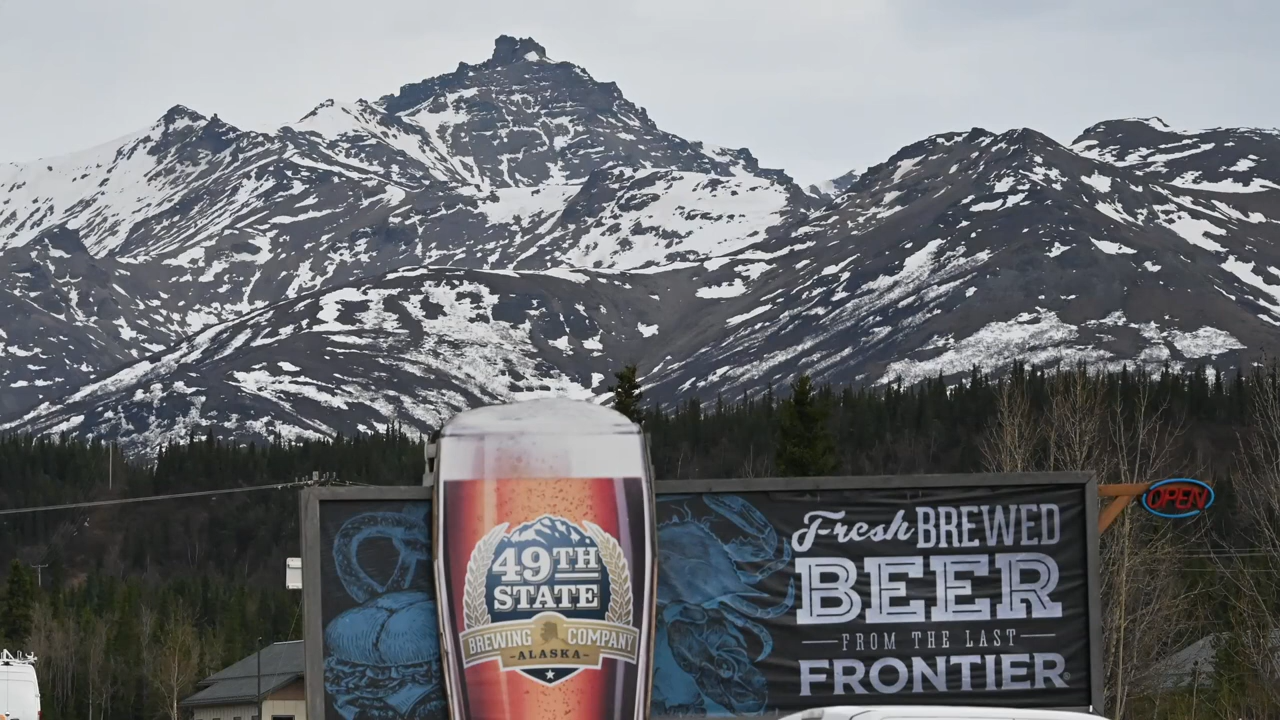 49TH
STATE
BREWING COMPANY
-ALASKA-
Fresh BREWED
BEER
FROM THE LAST
FRONTIER
OPEN